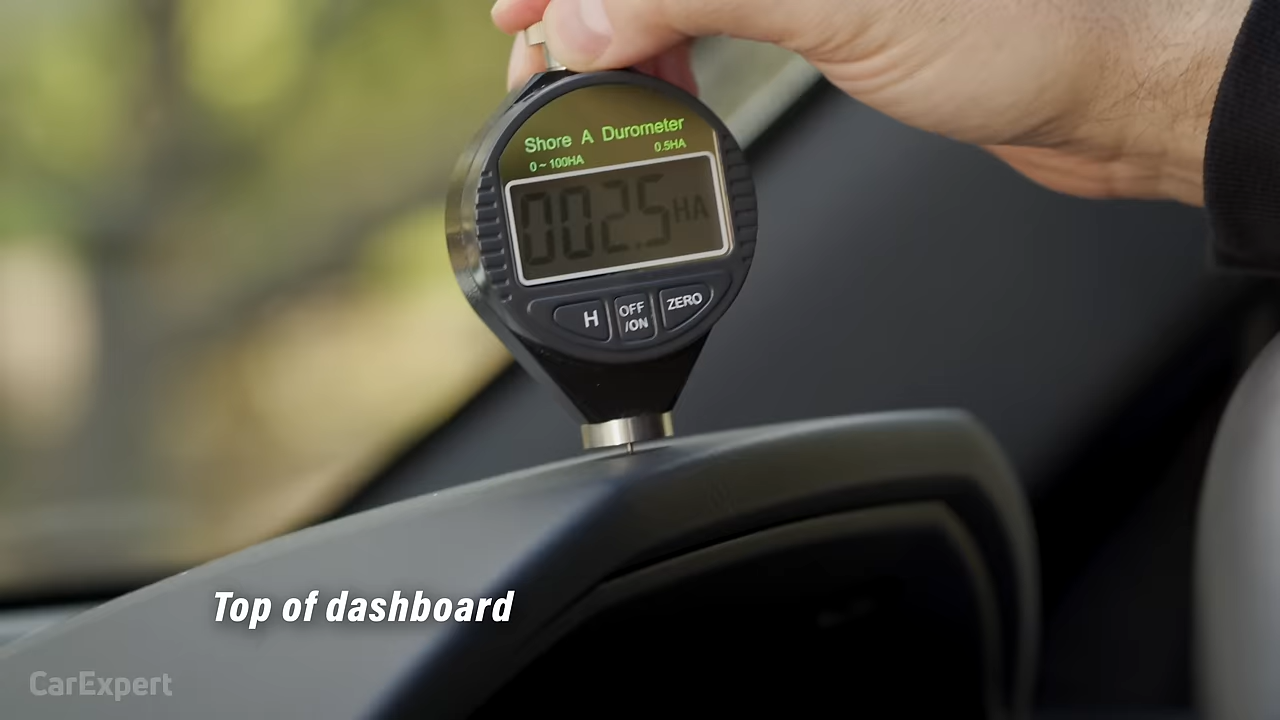 Shore A Durometer
0~100HA 0.5HA
002.5HA
H OFF/ON ZERO
Top of dashboard
CarExpert